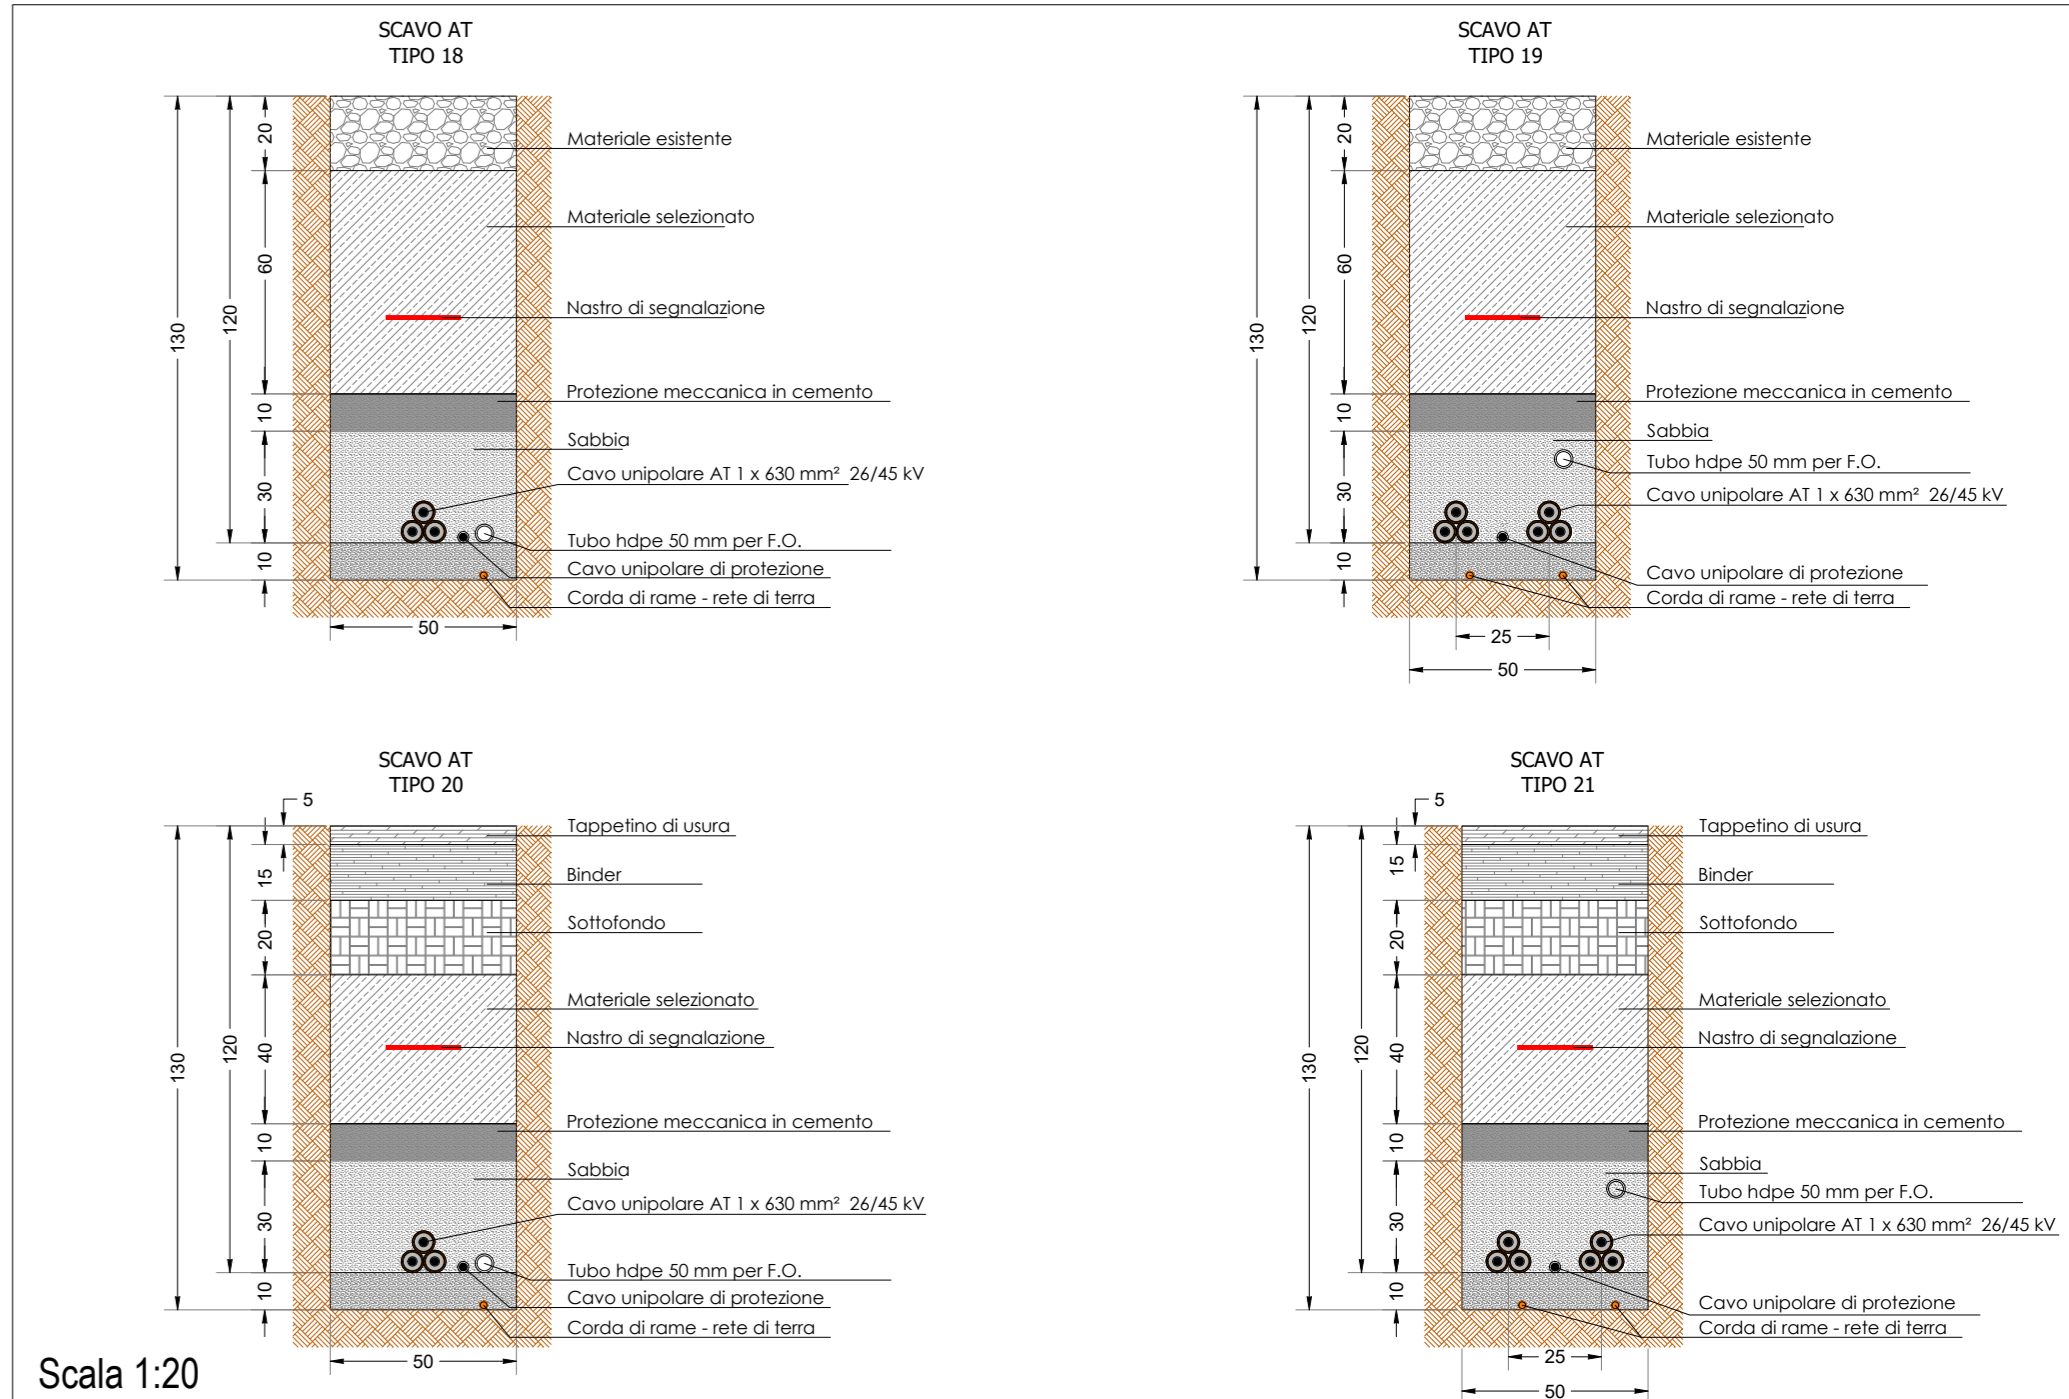 SCAVO AT
TIPO 18
130
120
20
60
10
30
10
50
Materiale esistente
Materiale selezionato
Nastro di segnalazione
Protezione meccanica in cemento
Sabbia
Cavo unipolare AT 1 x 630 mm² 26/45 kV
Tubo hdpe 50 mm per F.O.
Cavo unipolare di protezione
Corda di rame - rete di terra
SCAVO AT
TIPO 19
130
120
20
60
10
30
10
25
50
Materiale esistente
Materiale selezionato
Nastro di segnalazione
Protezione meccanica in cemento
Sabbia
Tubo hdpe 50 mm per F.O.
Cavo unipolare AT 1 x 630 mm² 26/45 kV
Cavo unipolare di protezione
Corda di rame - rete di terra
SCAVO AT
TIPO 20
5
130
120
15
20
40
10
30
10
50
Tappetino di usura
Binder
Sottofondo
Materiale selezionato
Nastro di segnalazione
Protezione meccanica in cemento
Sabbia
Cavo unipolare AT 1 x 630 mm² 26/45 kV
Tubo hdpe 50 mm per F.O.
Cavo unipolare di protezione
Corda di rame - rete di terra
SCAVO AT
TIPO 21
5
130
120
15
20
40
10
30
10
25
50
Tappetino di usura
Binder
Sottofondo
Materiale selezionato
Nastro di segnalazione
Protezione meccanica in cemento
Sabbia
Tubo hdpe 50 mm per F.O.
Cavo unipolare AT 1 x 630 mm² 26/45 kV
Cavo unipolare di protezione
Corda di rame - rete di terra
Scala 1:20